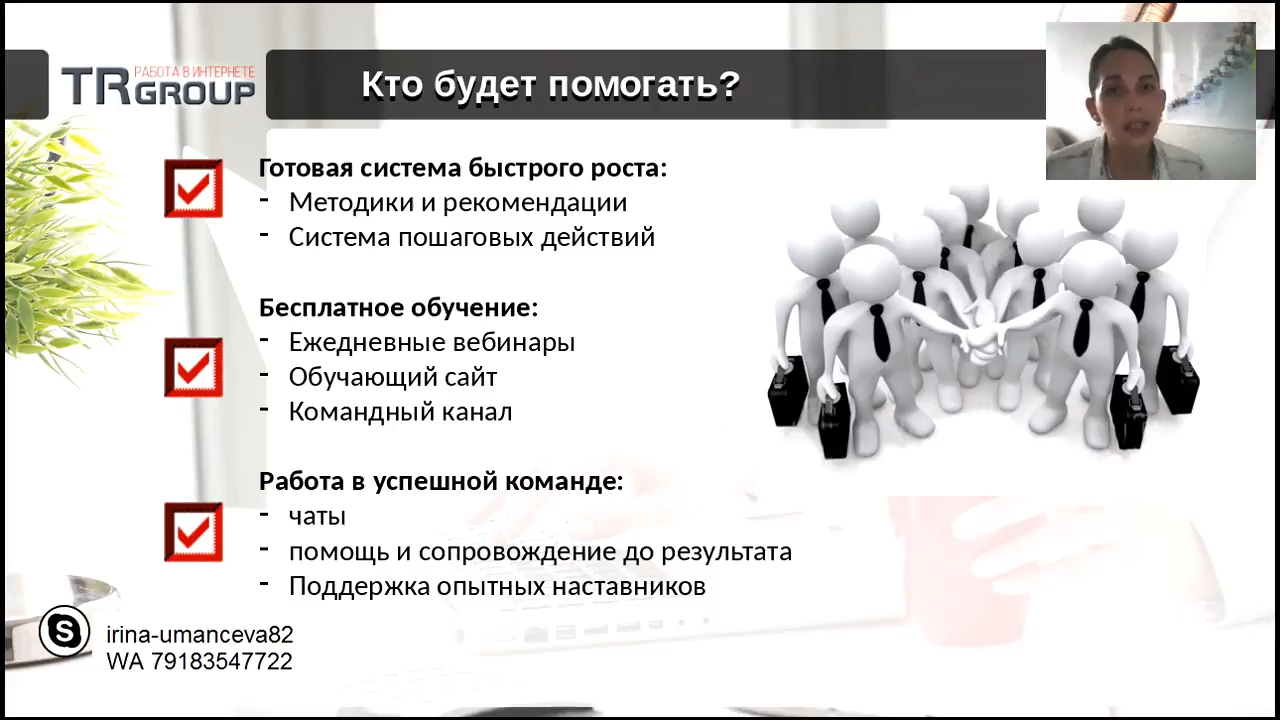 TR GROUP
РАБОТА В ИНТЕРНЕТЕ
Кто будет помогать?
Готовая система быстрого роста:
- Методики и рекомендации
- Система пошаговых действий
Бесплатное обучение:
- Ежедневные вебинары
- Обучающий сайт
- Командный канал
Работа в успешной команде:
- чаты
- помощь и сопровождение до результата
- Поддержка опытных наставников
irina-umanceva82
WA 79183547722